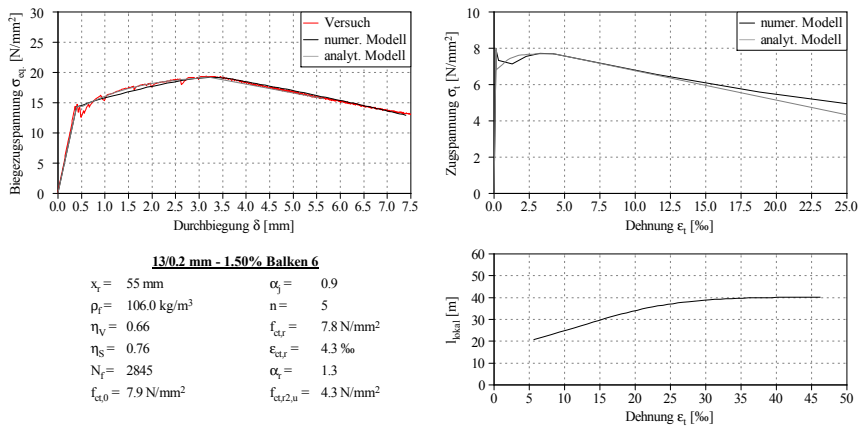 Biegezugspannung σeq. [N/mm²]
30
25
20
15
10
5
0
0.0 0.5 1.0 1.5 2.0 2.5 3.0 3.5 4.0 4.5 5.0 5.5 6.0 6.5 7.0 7.5
Durchbiegung δ [mm]
Versuch
numer. Modell
analyt. Modell
Zugspannung σt [N/mm²]
10
8
6
4
2
0
0.0 2.5 5.0 7.5 10.0 12.5 15.0 17.5 20.0 22.5 25.0
Dehnung εt [‰]
numer. Modell
analyt. Modell
13/0.2 mm - 1.50% Balken 6
xr = 55 mm αj = 0.9
ρf = 106.0 kg/m³ n = 5
ηV = 0.66 fct,r = 7.8 N/mm²
ηS = 0.76 εct,r = 4.3 ‰
Nf = 2845 αr = 1.3
fct,0 = 7.9 N/mm² fct,r2,u = 4.3 N/mm²
llokal [m]
60
50
40
30
20
10
0
0 5 10 15 20 25 30 35 40 45 50
Dehnung εt [‰]